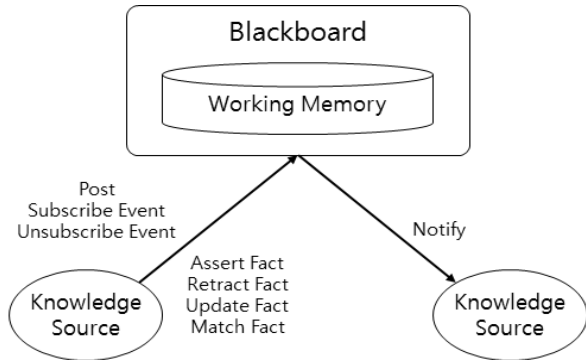 Blackboard
Working Memory
Post
Subscribe Event
Unsubscribe Event
Notify
Assert Fact
Retract Fact
Update Fact
Match Fact
Knowledge
Source
Knowledge
Source